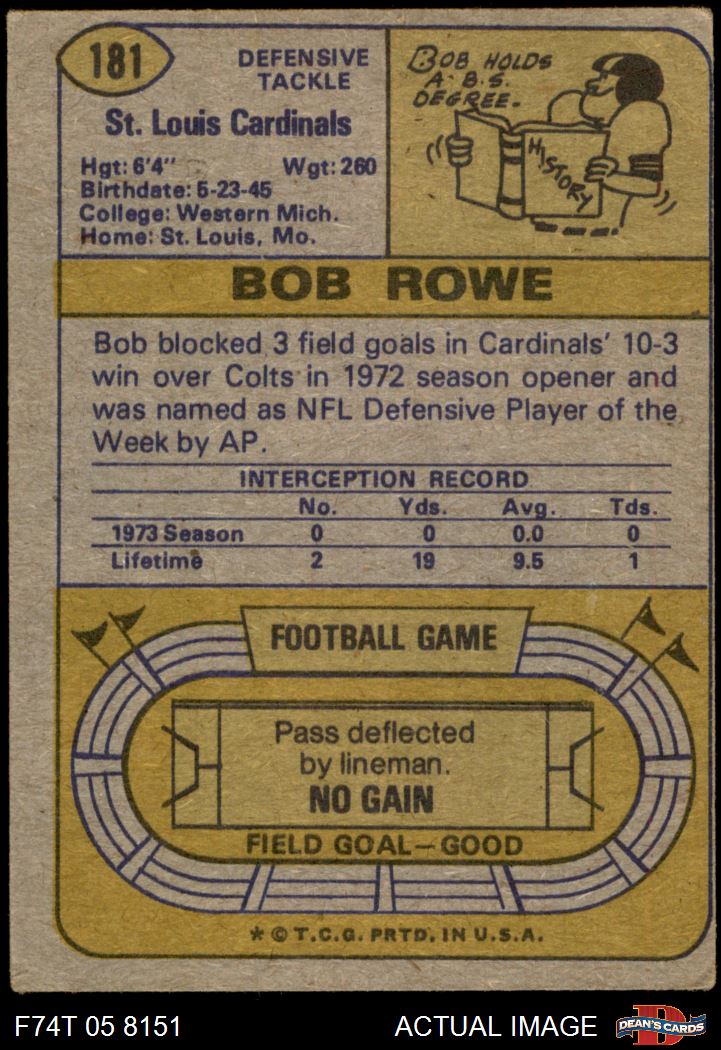 181
DEFENSIVE
TACKLE
St. Louis Cardinals
Hgt: 6'4" Wgt: 260
Birthdate: 5-23-45
College: Western Mich.
Home: St. Louis, Mo.
BOB HOLDS
A B.S.
DEGREE.
HISTORY
BOB ROWE
Bob blocked 3 field goals in Cardinals' 10-3
win over Colts in 1972 season opener and
was named as NFL Defensive Player of the
Week by AP.
INTERCEPTION RECORD
No. Yds. Avg. Tds.
1973 Season 0 0 0.0 0
Lifetime 2 19 9.5 1
FOOTBALL GAME
Pass deflected
by lineman.
NO GAIN
FIELD GOAL—GOOD
* © T.C.G. PRTD. IN U.S.A.
F74T 05 8151 ACTUAL IMAGE
D
DEAN'S CARDS